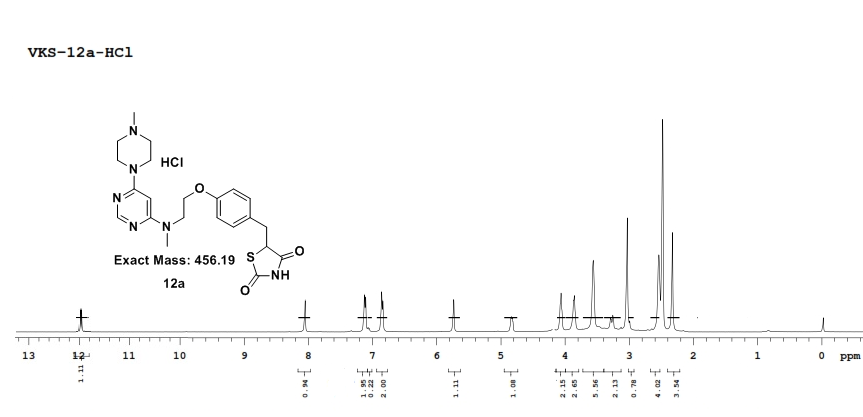 VKS-12a-HCl
N
N
HCl
N
O
N
N
Exact Mass: 456.19
12a
S
O
NH
O
13 12 11 10 9 8 7 6 5 4 3 2 1 0 ppm
1.11 0.94 1.95 0.22 2.00 1.11 1.08 2.15 2.65 5.56 2.13 0.78 4.02 3.54